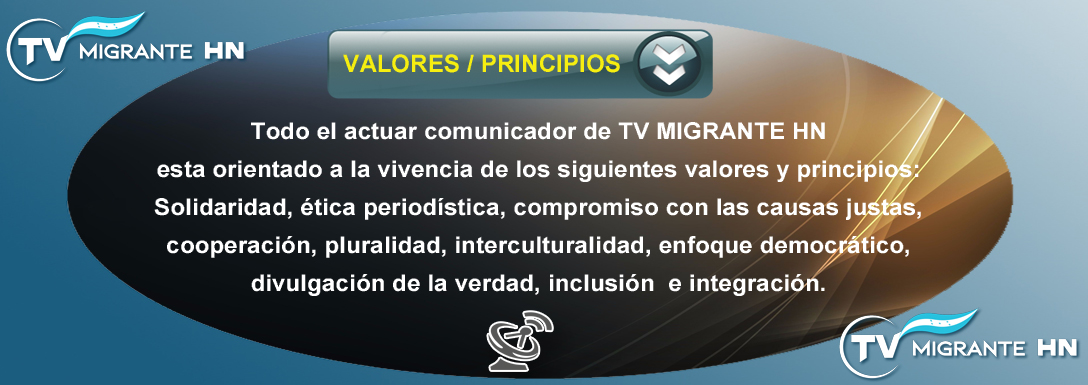 TV MIGRANTE HN
VALORES / PRINCIPIOS
Todo el actuar comunicador de TV MIGRANTE HN
esta orientado a la vivencia de los siguientes valores y principios:
Solidaridad, ética periodística, compromiso con las causas justas,
cooperación, pluralidad, interculturalidad, enfoque democrático,
divulgación de la verdad, inclusión  e integración.
TV MIGRANTE HN